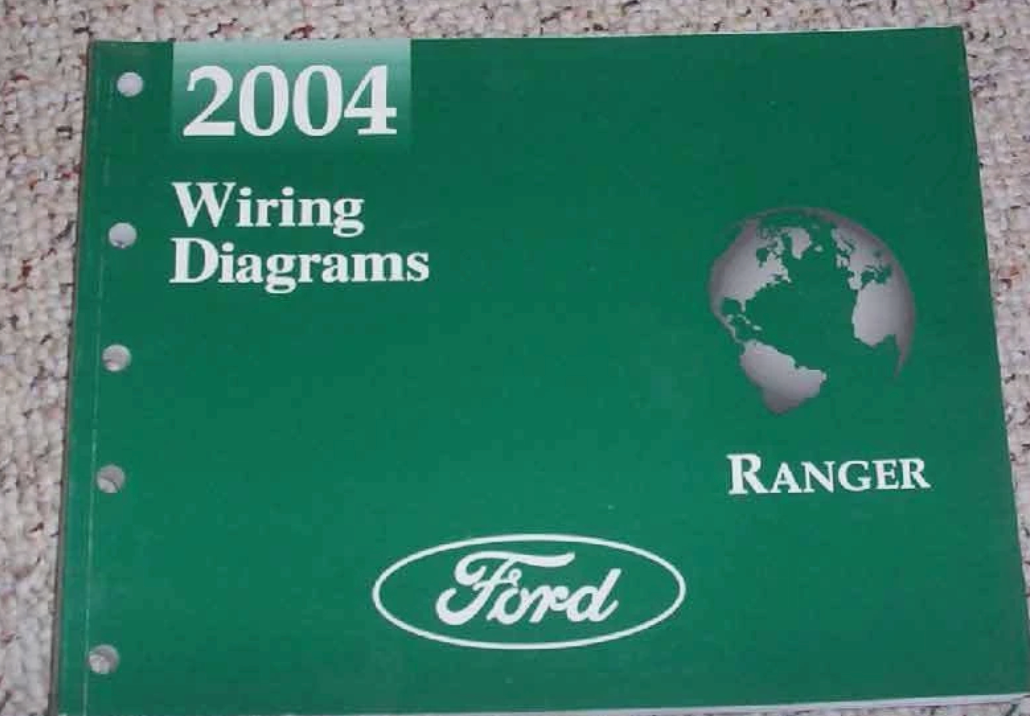 2004
Wiring
Diagrams
RANGER
Ford